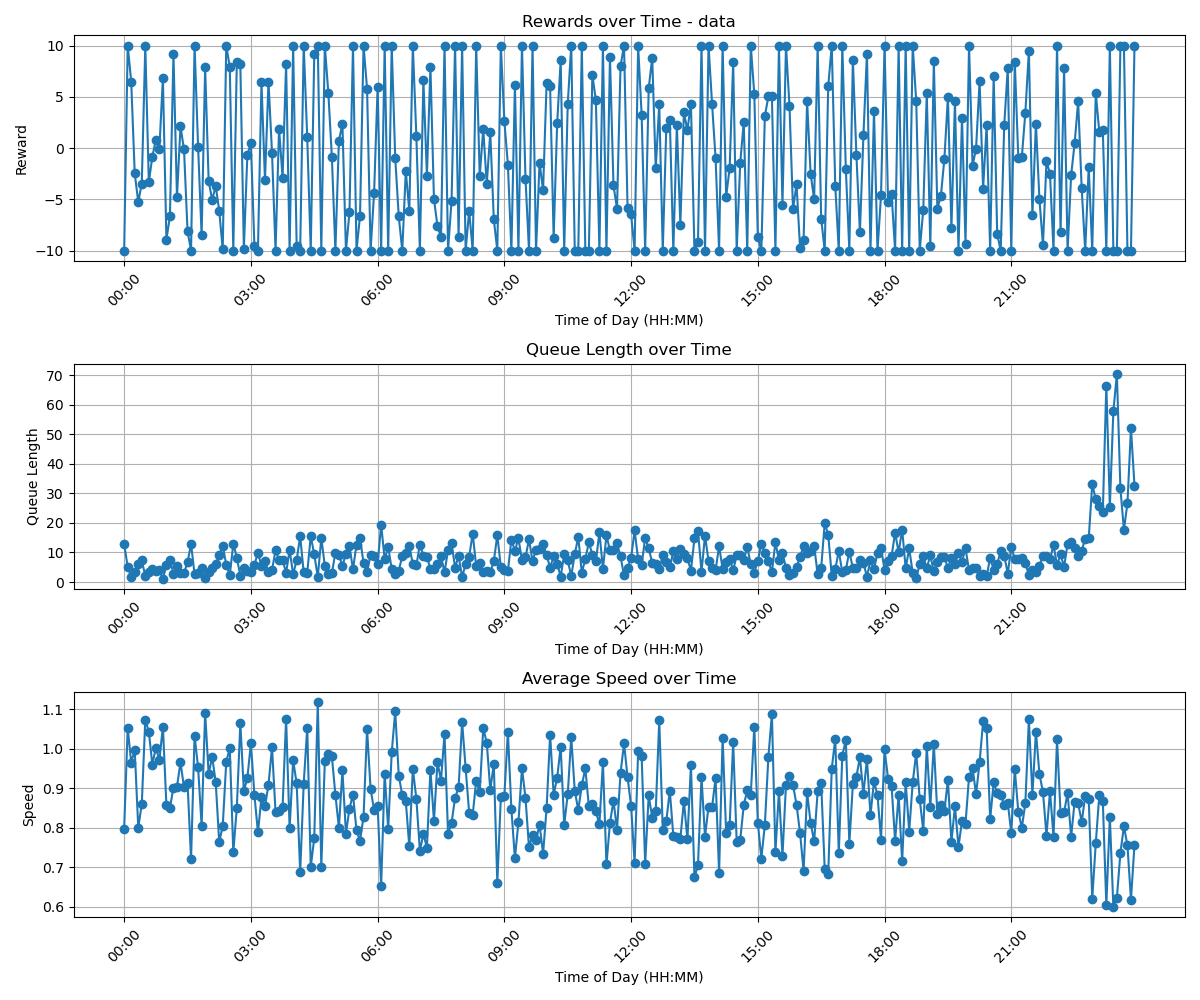 Rewards over Time - data
Reward
10
5
0
−5
−10
00:00 03:00 06:00 09:00 12:00 15:00 18:00 21:00
Time of Day (HH:MM)
Queue Length over Time
Queue Length
70
60
50
40
30
20
10
0
00:00 03:00 06:00 09:00 12:00 15:00 18:00 21:00
Time of Day (HH:MM)
Average Speed over Time
Speed
1.1
1.0
0.9
0.8
0.7
0.6
00:00 03:00 06:00 09:00 12:00 15:00 18:00 21:00
Time of Day (HH:MM)